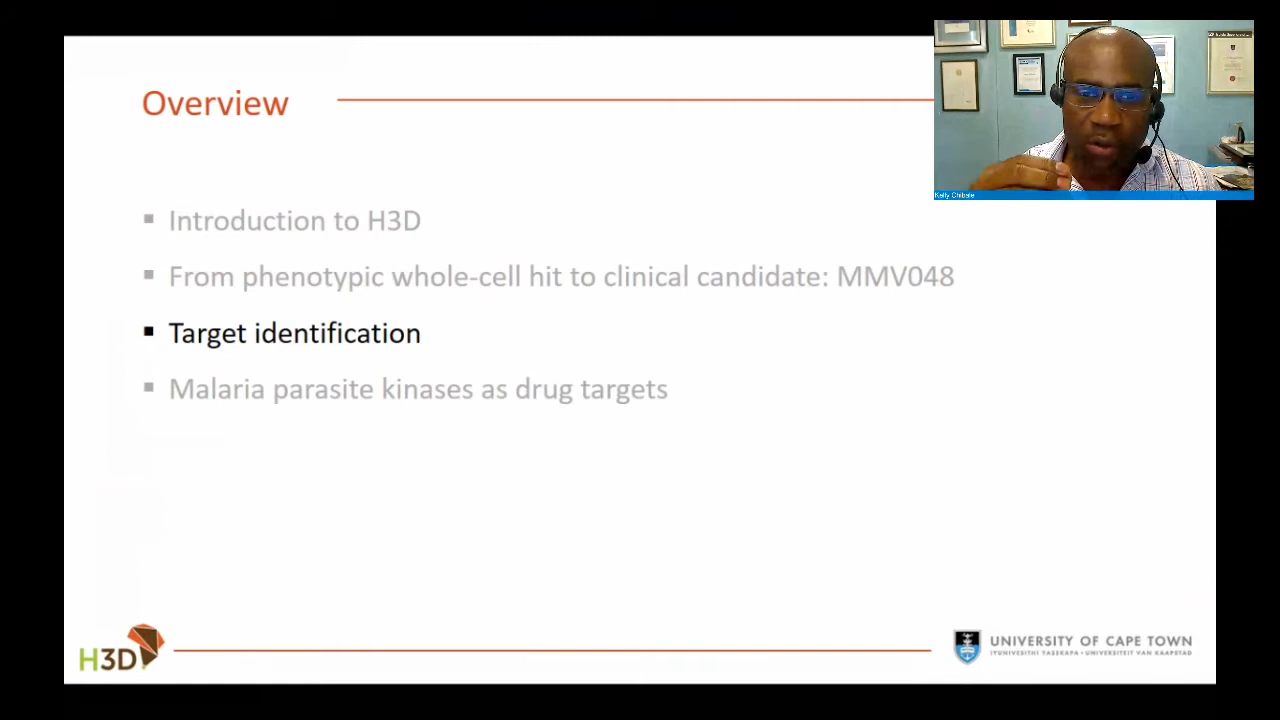 Overview
▪ Introduction to H3D
▪ From phenotypic whole-cell hit to clinical candidate: MMV048
▪ Target identification
▪ Malaria parasite kinases as drug targets
Kelly Chibale
H3D
UNIVERSITY OF CAPE TOWN
IYUNIVESITHI YASEKAPA • UNIVERSITEIT VAN KAAPSTAD